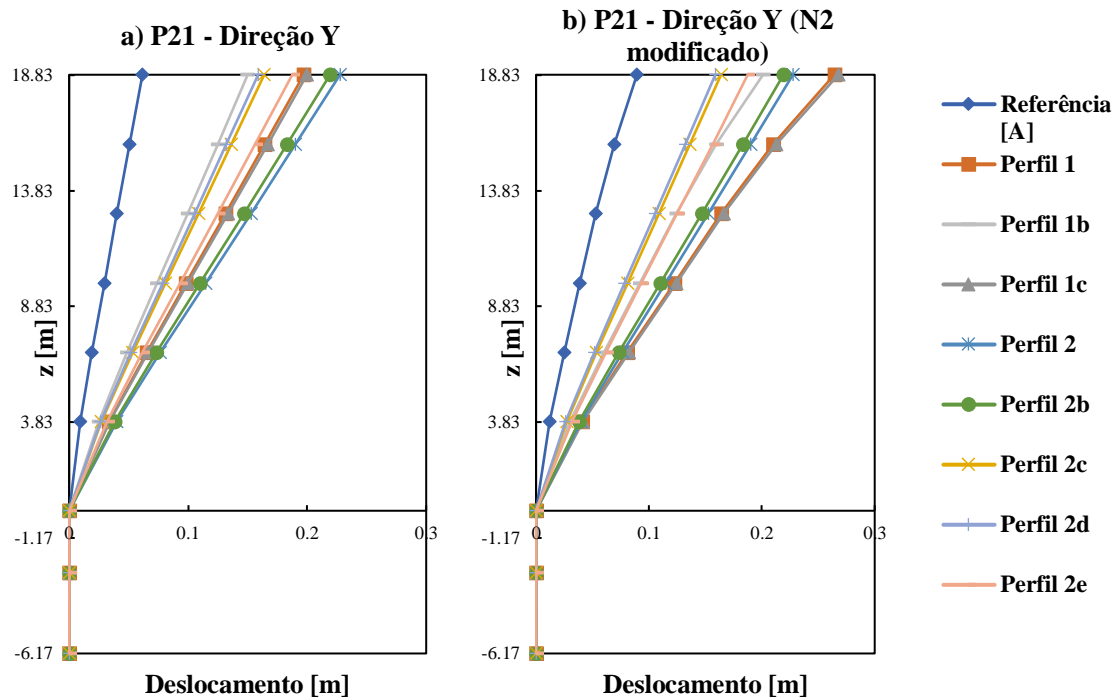 a) P21 - Direção Y
18.83
13.83
8.83
3.83
-1.17
-6.17
z [m]
0
0.1
0.2
0.3
Deslocamento [m]
b) P21 - Direção Y (N2
modificado)
18.83
13.83
8.83
3.83
-1.17
-6.17
z [m]
0
0.1
0.2
0.3
Deslocamento [m]
Referência
[A]
Perfil 1
Perfil 1b
Perfil 1c
Perfil 2
Perfil 2b
Perfil 2c
Perfil 2d
Perfil 2e